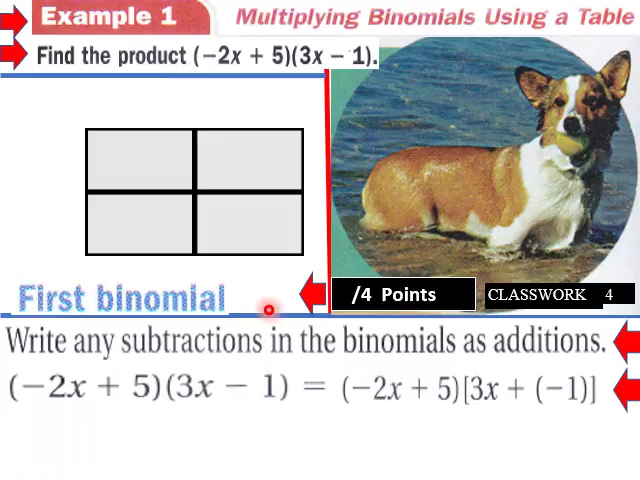 Example 1 Multiplying Binomials Using a Table
Find the product (−2x + 5)(3x − 1).
First binomial
/4 Points
CLASSWORK 4
Write any subtractions in the binomials as additions.
(−2x + 5)(3x − 1) = (−2x + 5)[3x + (−1)]